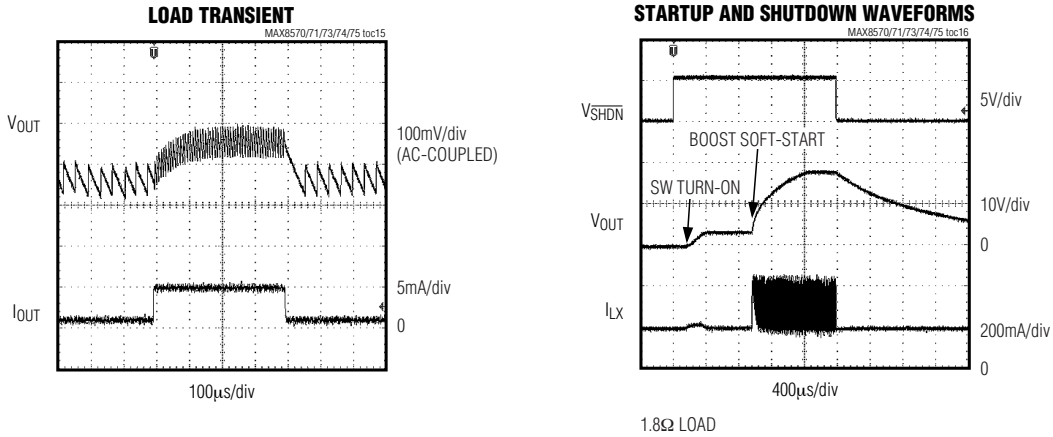 LOAD TRANSIENT
MAX8570/71/73/74/75 toc15
VOUT
100mV/div
(AC-COUPLED)
5mA/div
IOUT
0
100µs/div
STARTUP AND SHUTDOWN WAVEFORMS
MAX8570/71/73/74/75 toc16
VSHDN
5V/div
BOOST SOFT-START
SW TURN-ON
10V/div
VOUT
0
ILX
200mA/div
0
400µs/div
1.8Ω LOAD